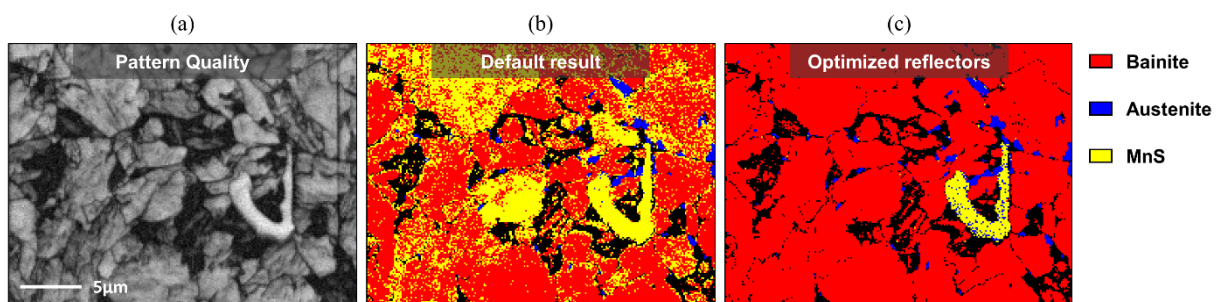 (a)
(b)
(c)
Pattern Quality
Default result
Optimized reflectors
Bainite
Austenite
MnS
5μm